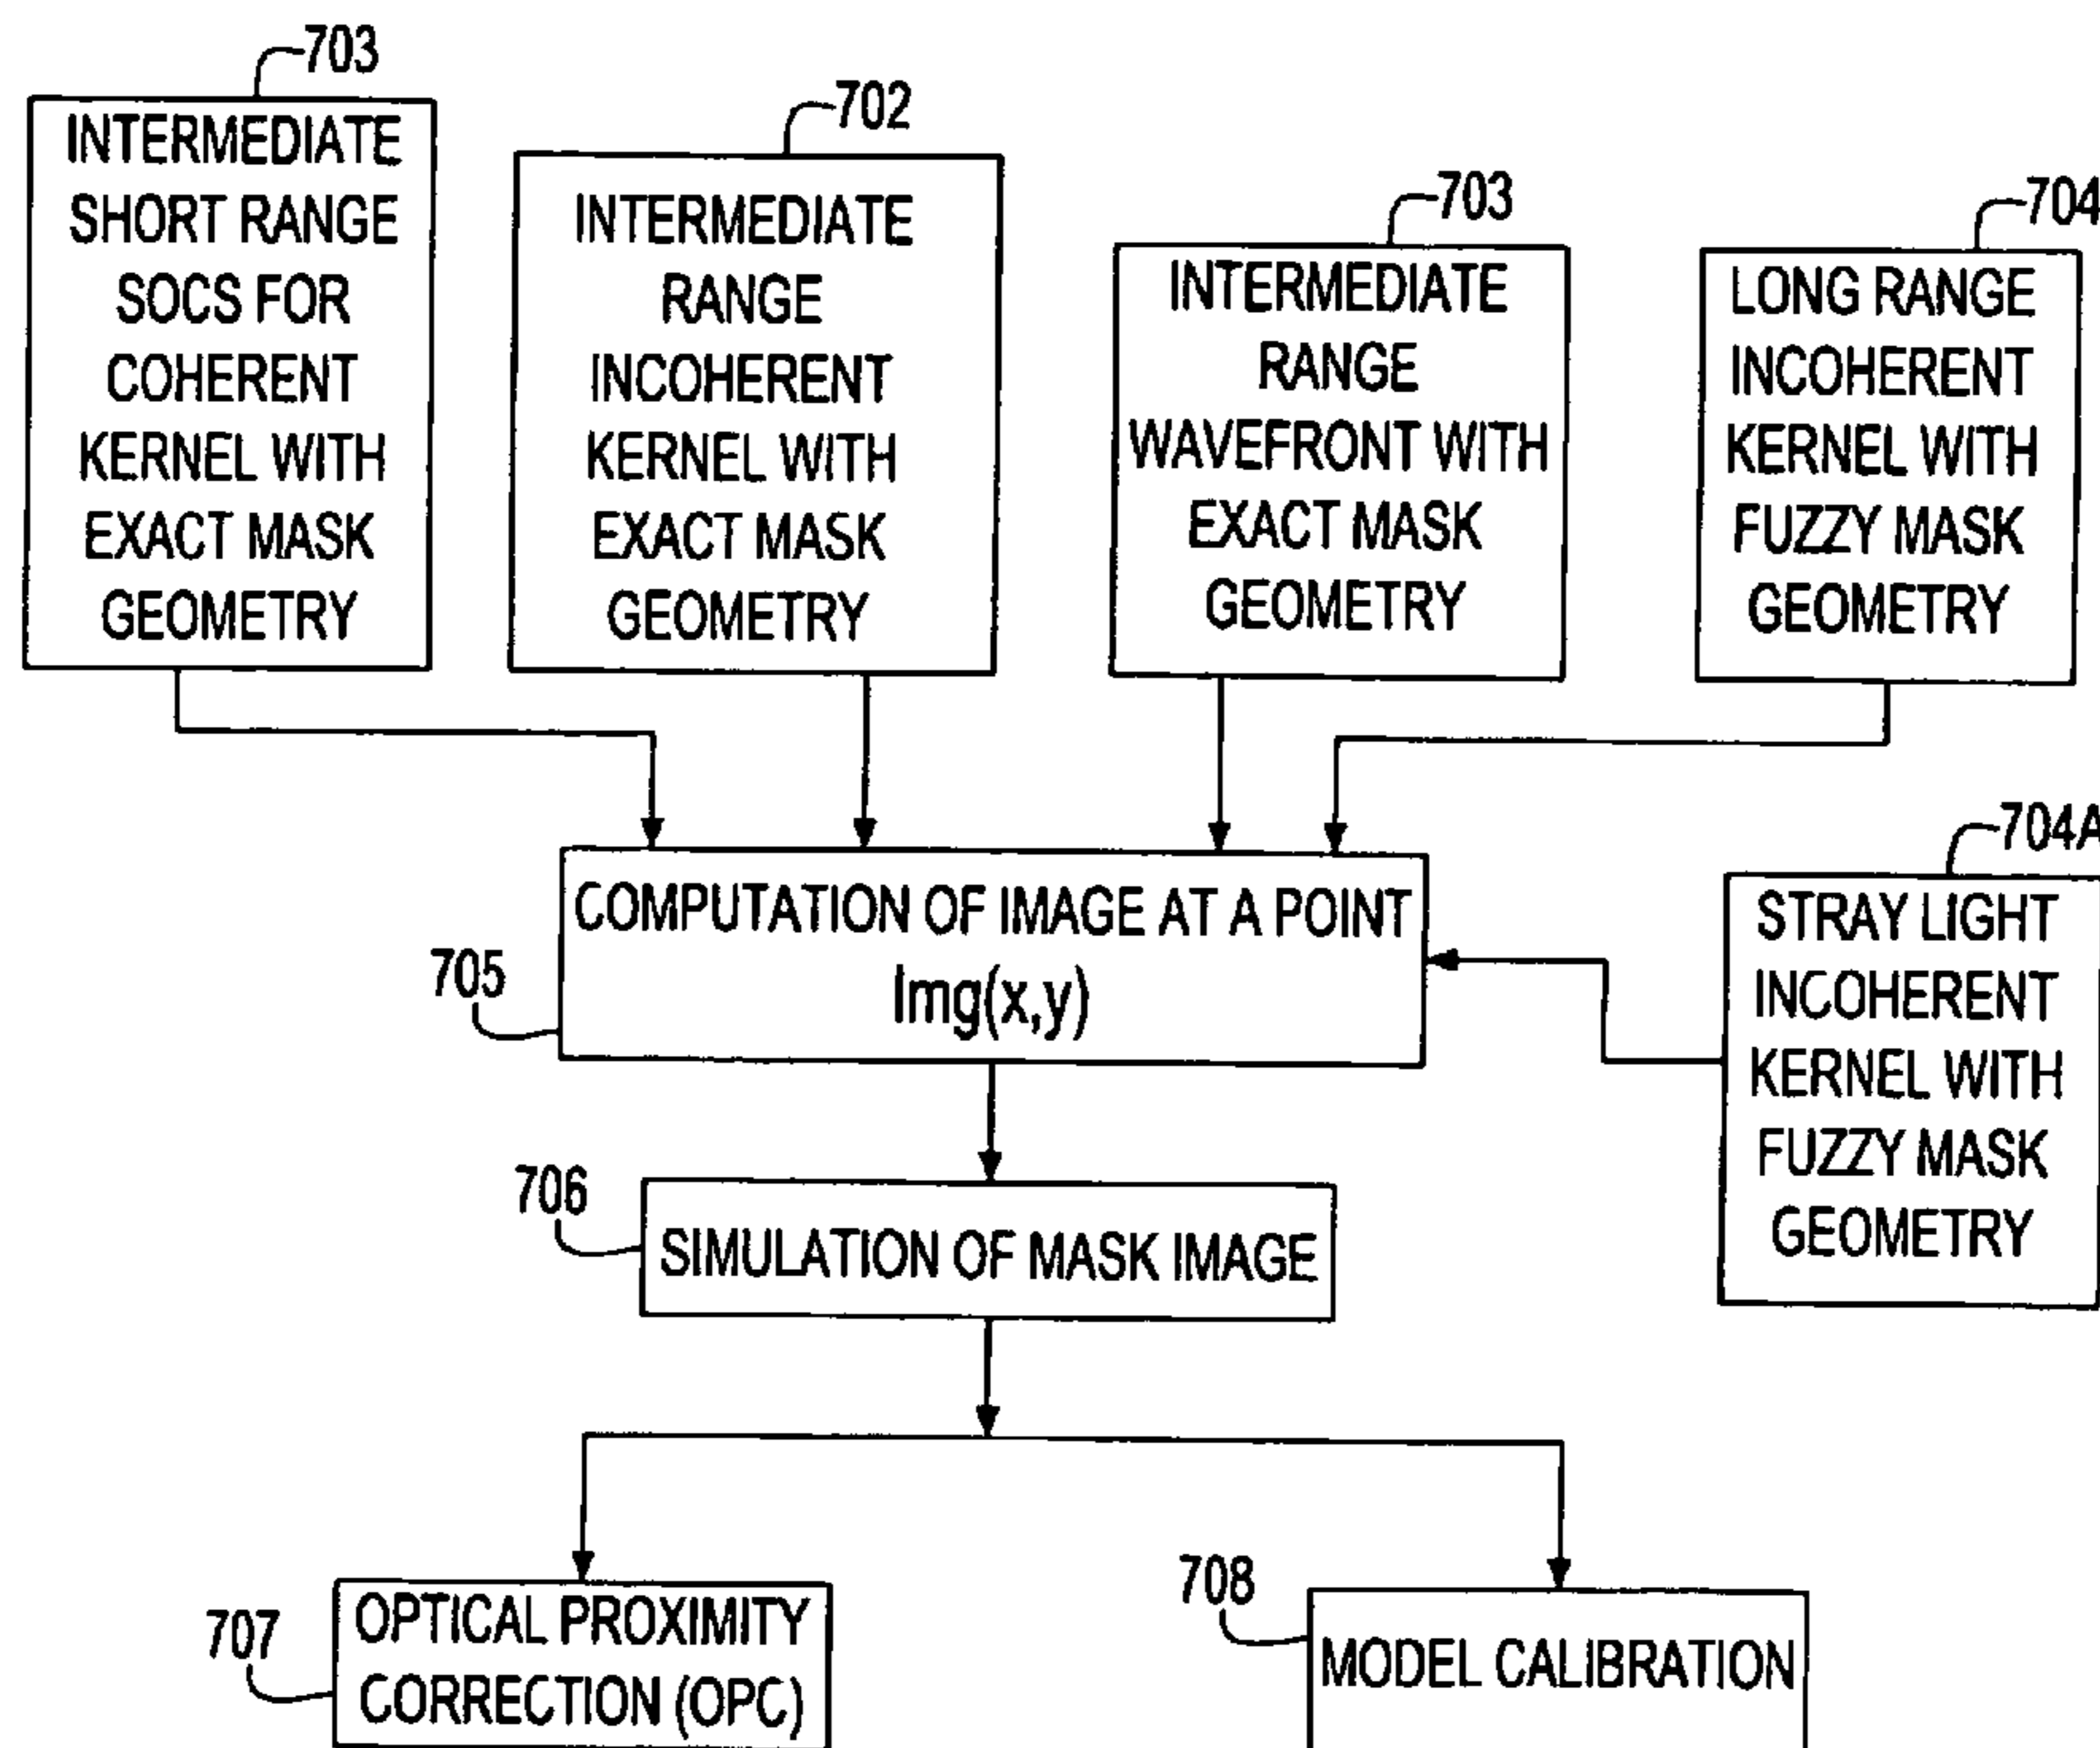 703
INTERMEDIATE
SHORT RANGE
SOCS FOR
COHERENT
KERNEL WITH
EXACT MASK
GEOMETRY
702
INTERMEDIATE
RANGE
INCOHERENT
KERNEL WITH
EXACT MASK
GEOMETRY
703
INTERMEDIATE
RANGE
WAVEFRONT WITH
EXACT MASK
GEOMETRY
704
LONG RANGE
INCOHERENT
KERNEL WITH
FUZZY MASK
GEOMETRY
705
COMPUTATION OF IMAGE AT A POINT
Img(x,y)
704A
STRAY LIGHT
INCOHERENT
KERNEL WITH
FUZZY MASK
GEOMETRY
706
SIMULATION OF MASK IMAGE
707
OPTICAL PROXIMITY
CORRECTION (OPC)
708
MODEL CALIBRATION